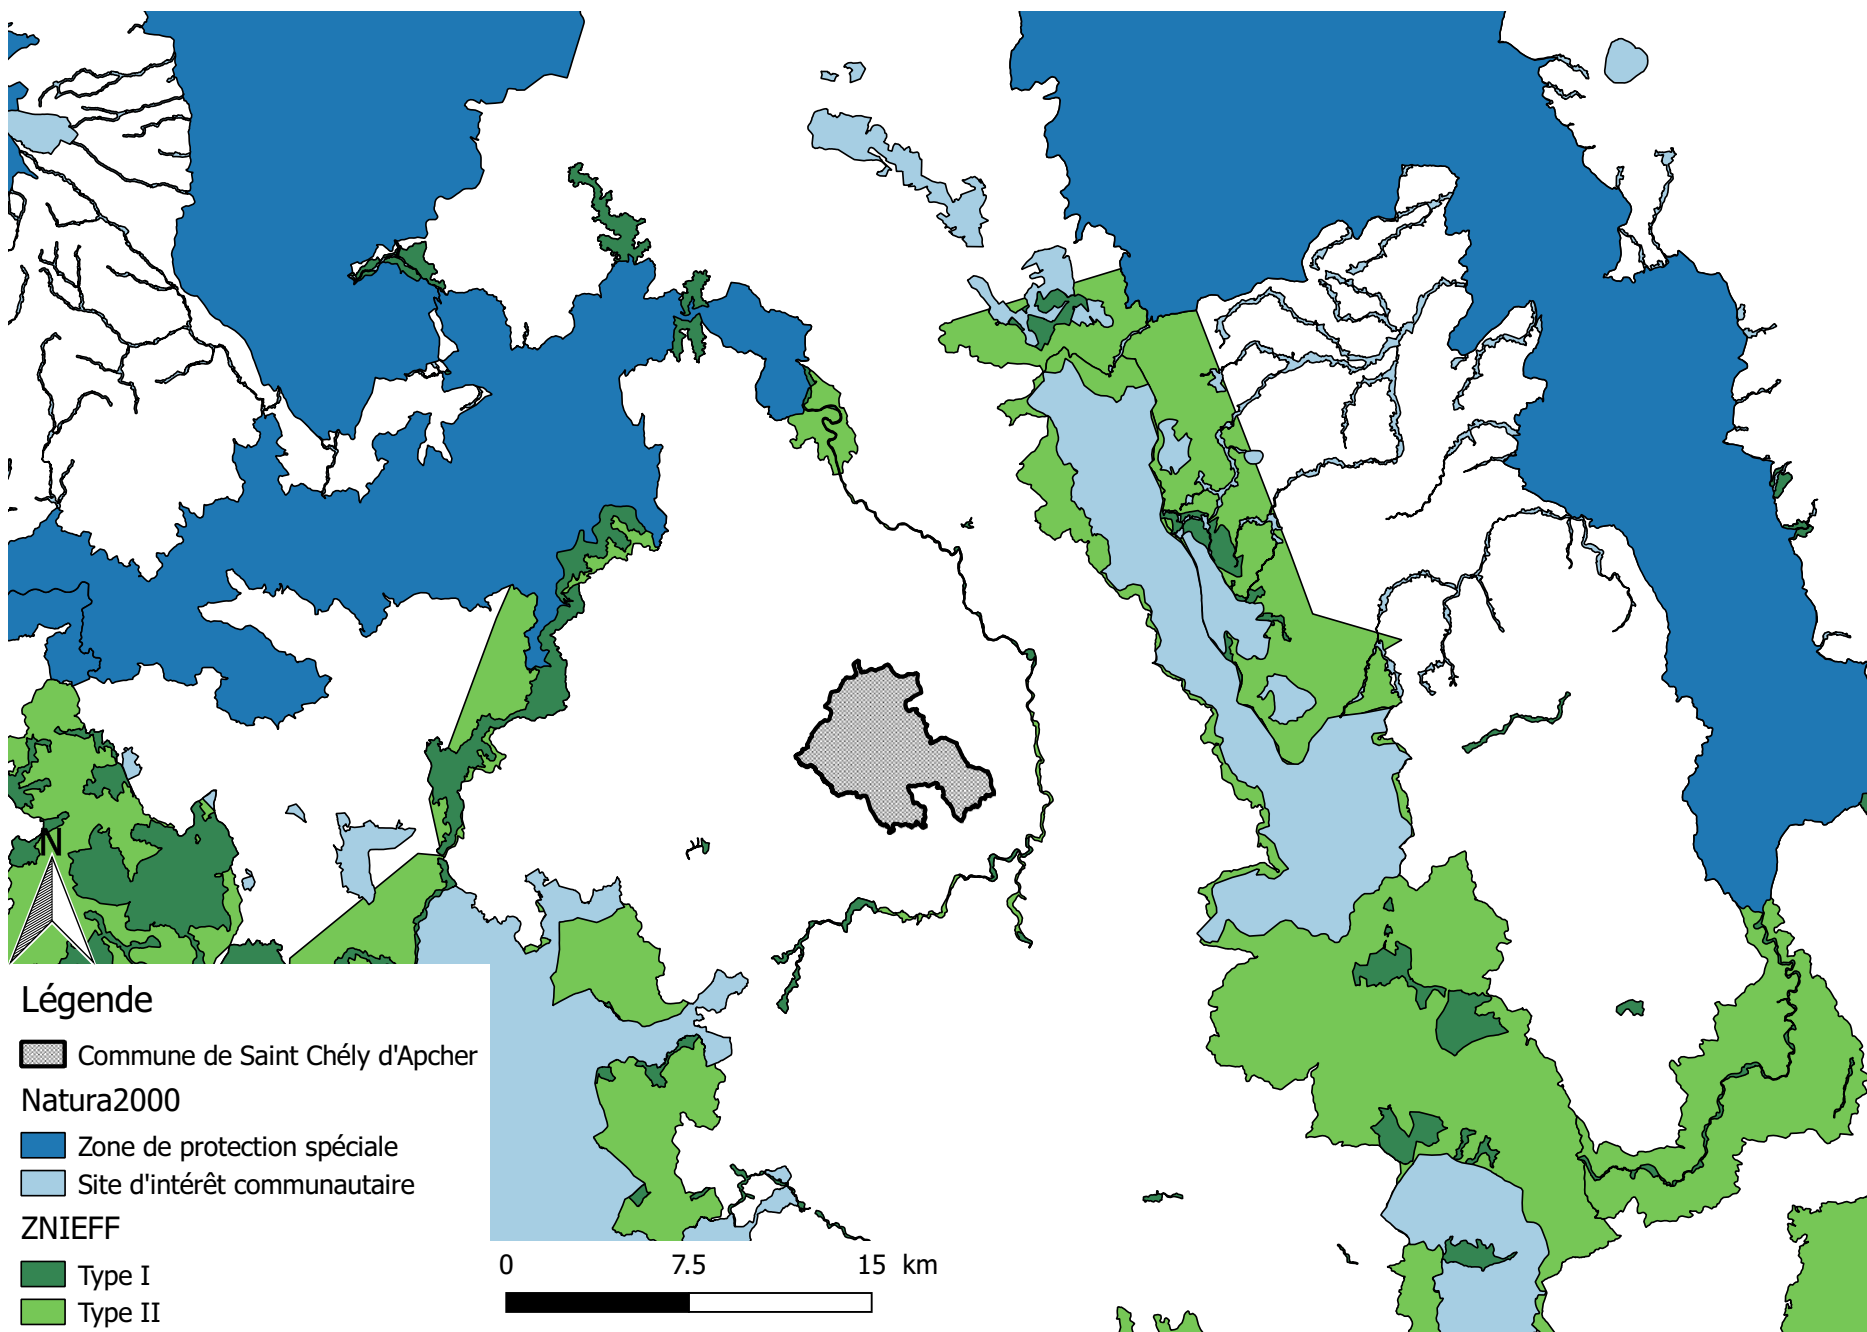 N
Légende
Commune de Saint Chély d'Apcher
Natura2000
Zone de protection spéciale
Site d'intérêt communautaire
ZNIEFF
Type I
Type II
0 7.5 15 km